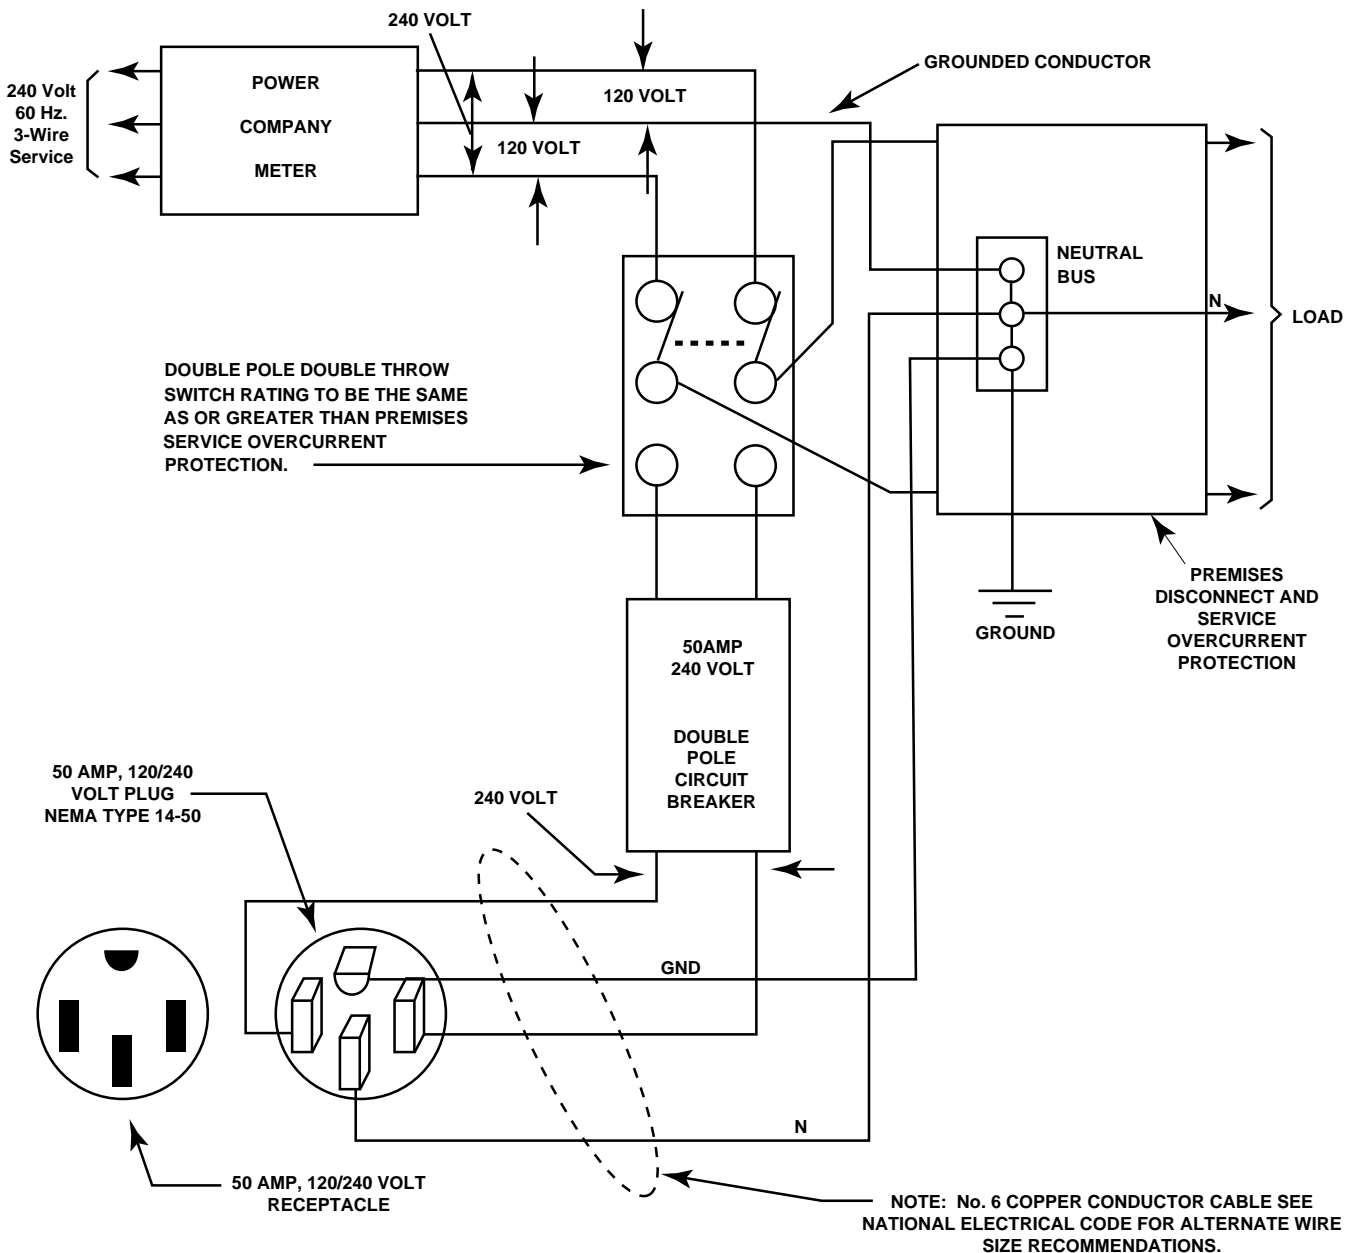 240 VOLT
GROUNDED CONDUCTOR
240 Volt
60 Hz.
3-Wire
Service
POWER
COMPANY
METER
120 VOLT
120 VOLT
NEUTRAL
BUS
N
LOAD
DOUBLE POLE DOUBLE THROW
SWITCH RATING TO BE THE SAME
AS OR GREATER THAN PREMISES
SERVICE OVERCURRENT
PROTECTION.
GROUND
PREMISES
DISCONNECT AND
SERVICE
OVERCURRENT
PROTECTION
50AMP
240 VOLT
DOUBLE
POLE
CIRCUIT
BREAKER
50 AMP, 120/240
VOLT PLUG
NEMA TYPE 14-50
240 VOLT
GND
N
50 AMP, 120/240 VOLT
RECEPTACLE
NOTE: No. 6 COPPER CONDUCTOR CABLE SEE
NATIONAL ELECTRICAL CODE FOR ALTERNATE WIRE
SIZE RECOMMENDATIONS.